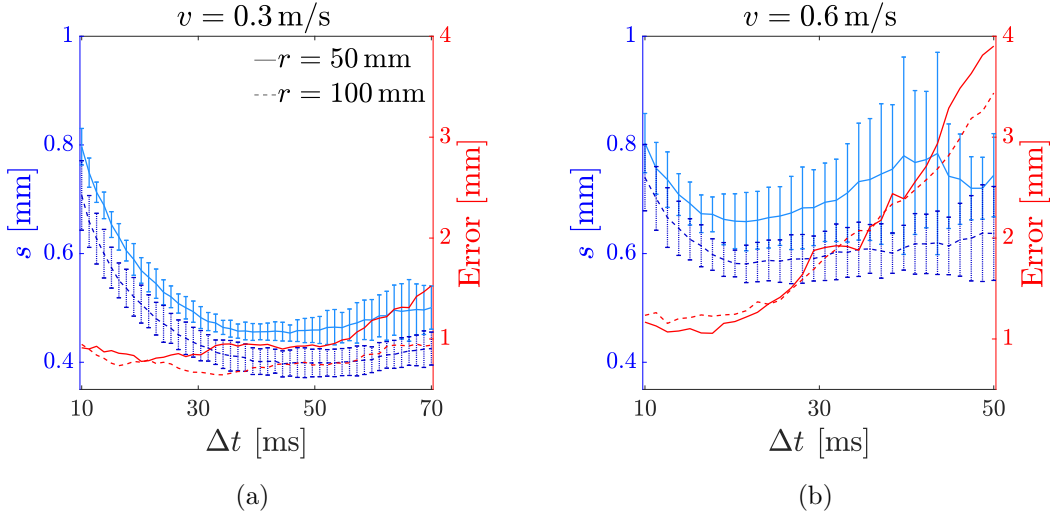 v = 0.3 m/s
1
0.8
0.6
0.4
s [mm]
r = 50 mm
r = 100 mm
4
3
2
1
Error [mm]
10 30 50 70
Δt [ms]
(a)
v = 0.6 m/s
1
0.8
0.6
0.4
s [mm]
4
3
2
1
Error [mm]
10 30 50
Δt [ms]
(b)